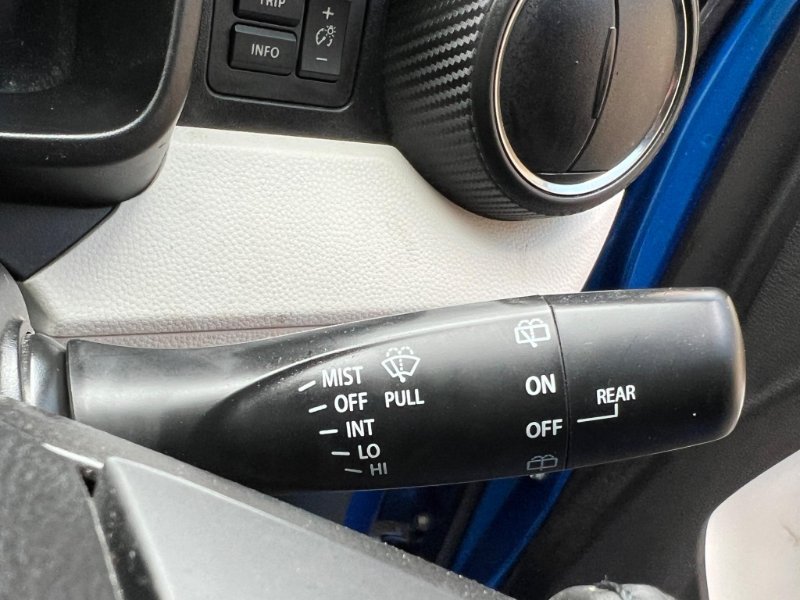 TRIP
INFO
+
−
MIST
OFF PULL
INT
LO
HI
ON
OFF
REAR